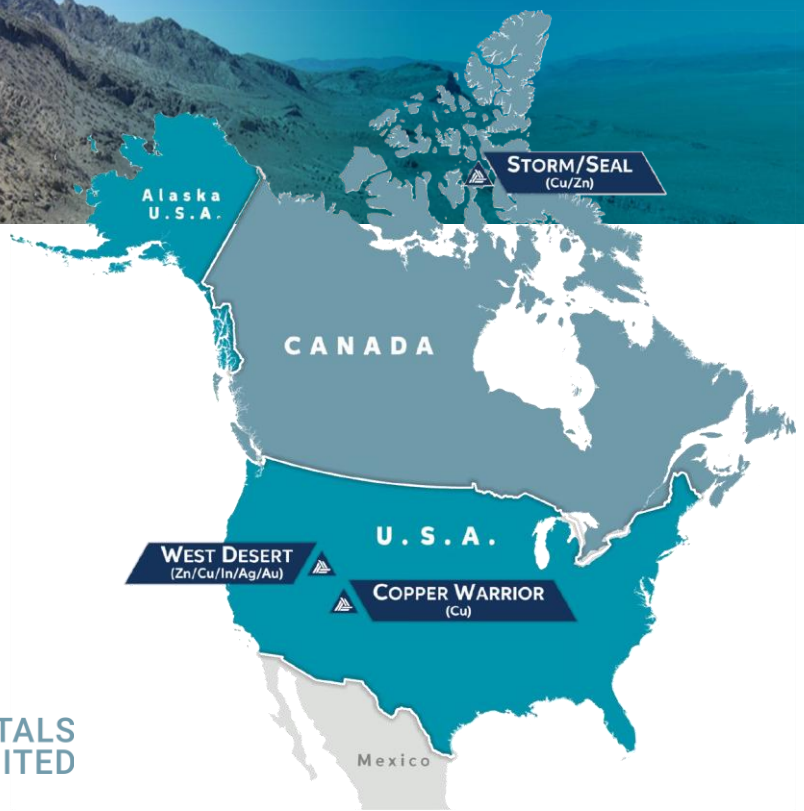 STORM/SEAL
(Cu/Zn)
Alaska
U.S.A.
CANADA
U.S.A.
WEST DESERT
(Zn/Cu/In/Ag/Au)
COPPER WARRIOR
(Cu)
TALS
ITED
Mexico